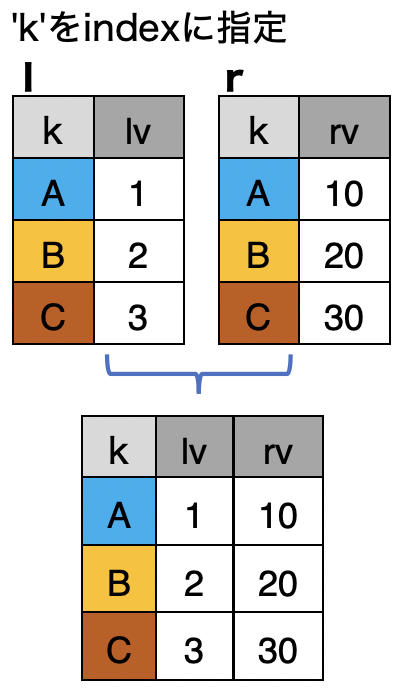 'k'をindexに指定
l r
k lv k rv
A 1 A 10
B 2 B 20
C 3 C 30
k lv rv
A 1 10
B 2 20
C 3 30